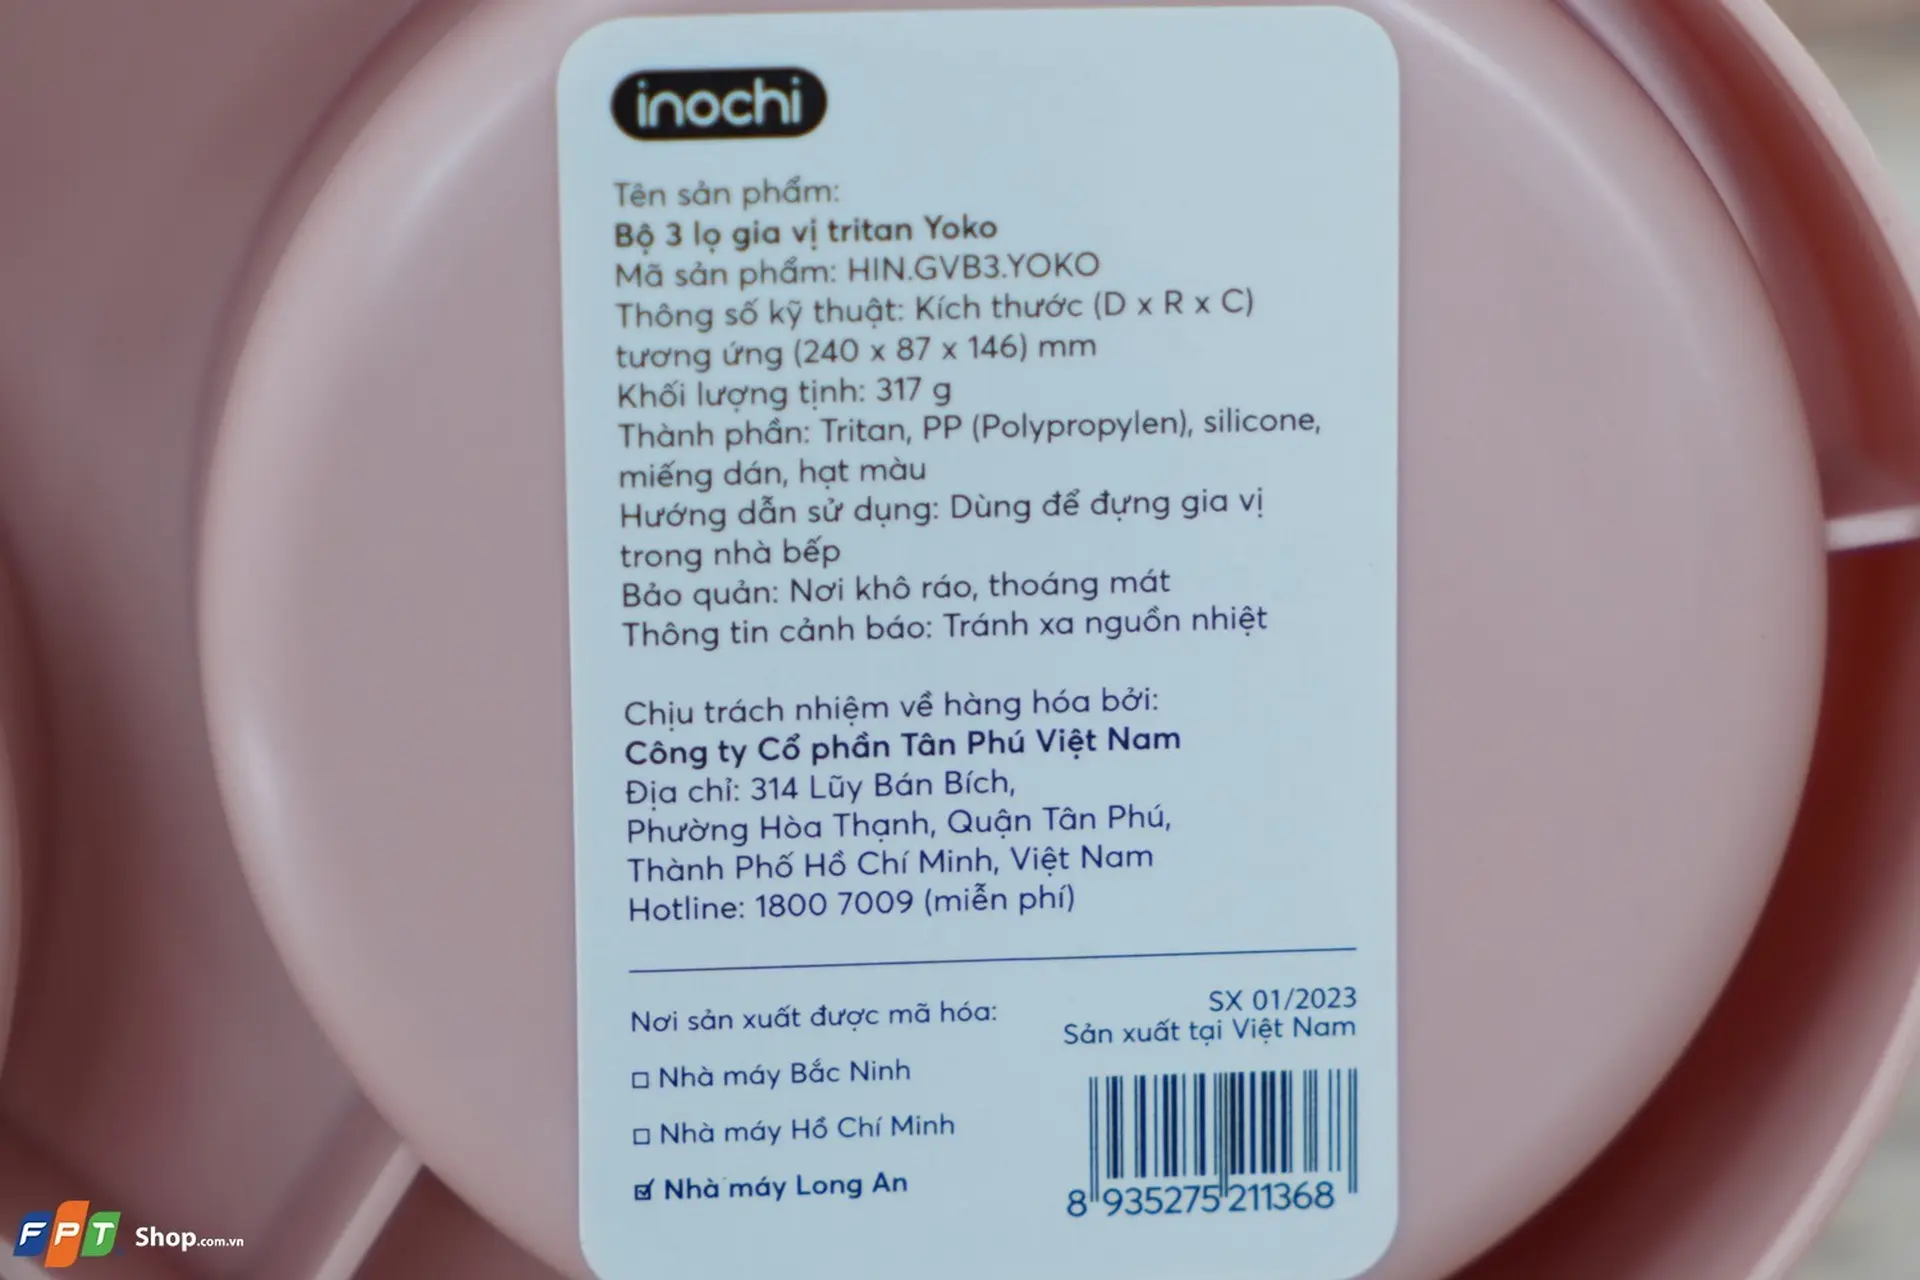 inochi
Tên sản phẩm:
Bộ 3 lọ gia vị tritan Yoko
Mã sản phẩm: HIN.GVB3.YOKO
Thông số kỹ thuật: Kích thước (D x R x C)
tương ứng (240 x 87 x 146) mm
Khối lượng tịnh: 317 g
Thành phần: Tritan, PP (Polypropylen), silicone,
miếng dán, hạt màu
Hướng dẫn sử dụng: Dùng để đựng gia vị
trong nhà bếp
Bảo quản: Nơi khô ráo, thoáng mát
Thông tin cảnh báo: Tránh xa nguồn nhiệt
Chịu trách nhiệm về hàng hóa bởi:
Công ty Cổ phần Tân Phú Việt Nam
Địa chỉ: 314 Lũy Bán Bích,
Phường Hòa Thạnh, Quận Tân Phú,
Thành Phố Hồ Chí Minh, Việt Nam
Hotline: 1800 7009 (miễn phí)
Nơi sản xuất được mã hóa:
☐ Nhà máy Bắc Ninh
☐ Nhà máy Hồ Chí Minh
☑ Nhà máy Long An
SX 01/2023
Sản xuất tại Việt Nam
8 935275 211368
FPT Shop.com.vn